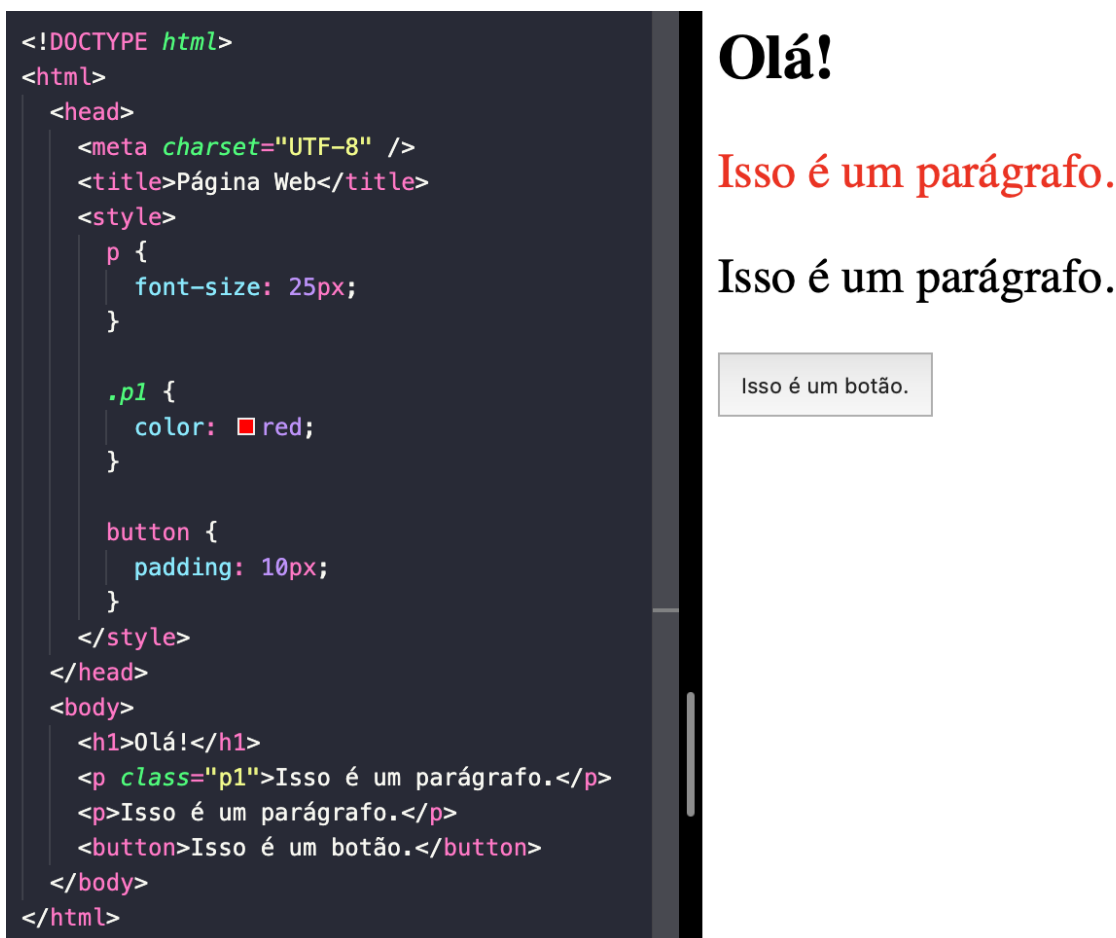 <!DOCTYPE html>
<html>
<head>
<meta charset="UTF-8" />
<title>Página Web</title>
<style>
p {
font-size: 25px;
}
.p1 {
color: red;
}
button {
padding: 10px;
}
</style>
</head>
<body>
<h1>Olá!</h1>
<p class="p1">Isso é um parágrafo.</p>
<p>Isso é um parágrafo.</p>
<button>Isso é um botão.</button>
</body>
</html>
Olá!
Isso é um parágrafo.
Isso é um parágrafo.
Isso é um botão.